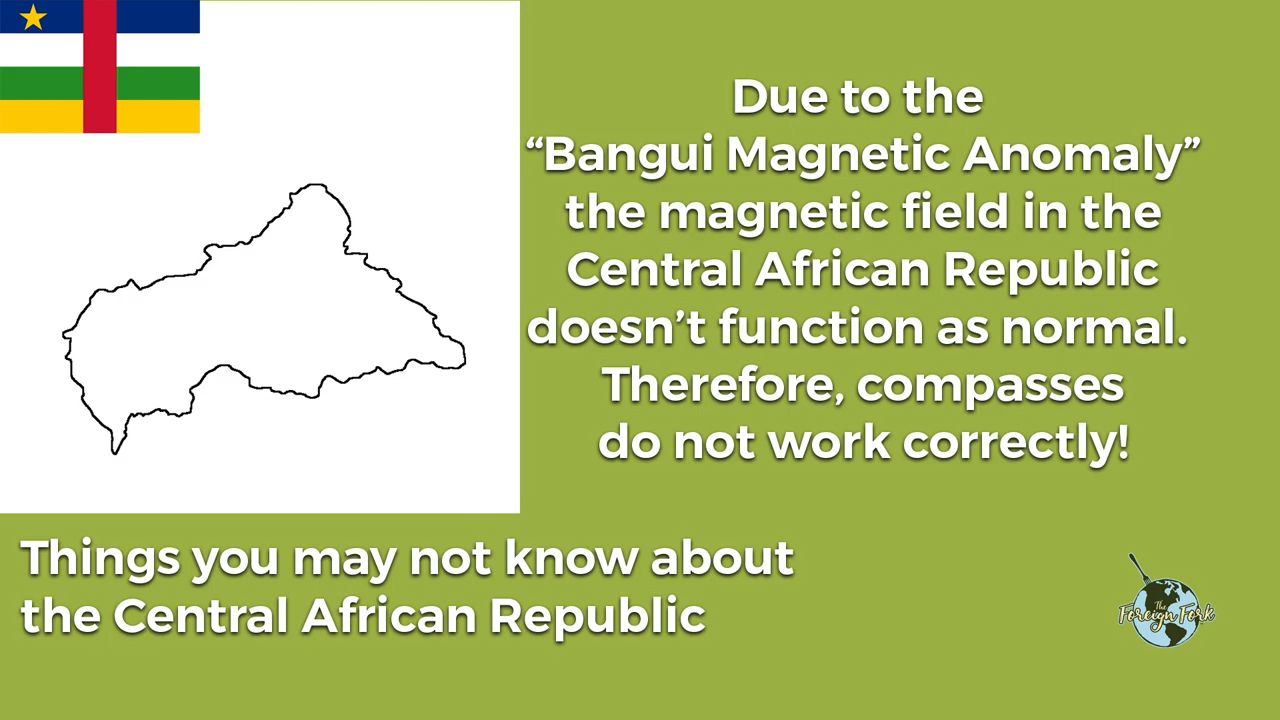 Due to the
“Bangui Magnetic Anomaly”
the magnetic field in the
Central African Republic
doesn’t function as normal.
Therefore, compasses
do not work correctly!
Things you may not know about
the Central African Republic
The
Foreign Fork